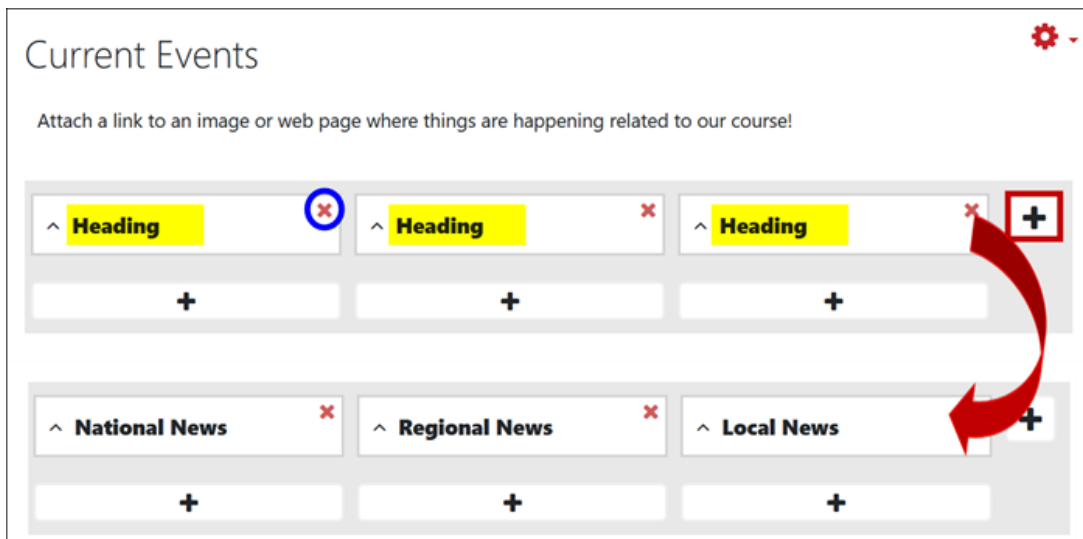 Current Events
Attach a link to an image or web page where things are happening related to our course!
Heading Heading Heading
National News Regional News Local News